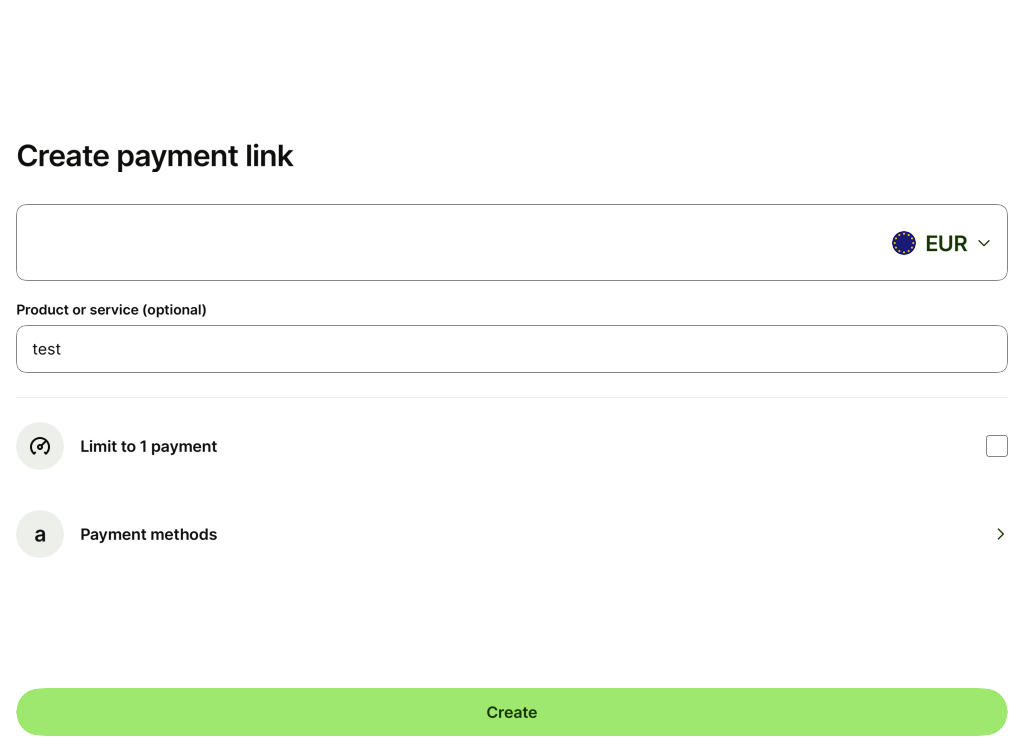 Create payment link
EUR
Product or service (optional)
test
Limit to 1 payment
a
Payment methods
Create